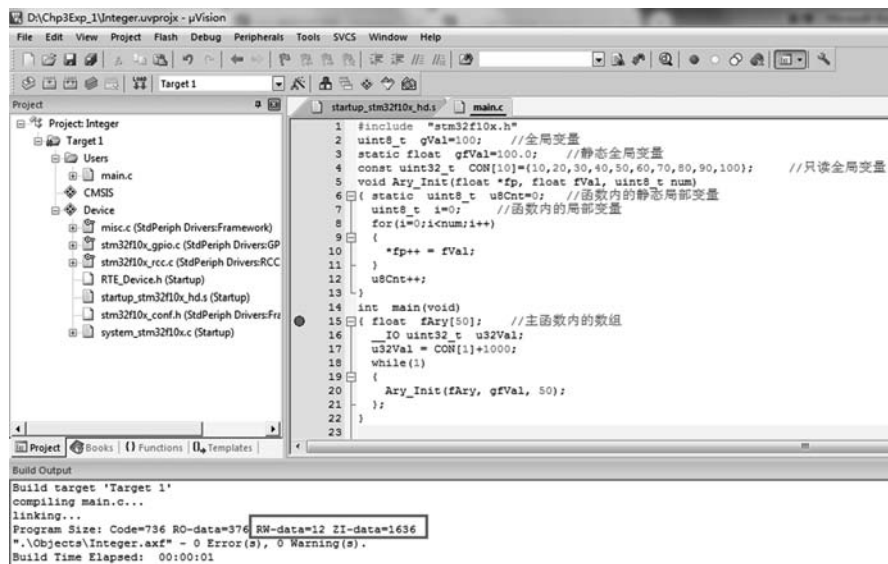 D:\Chp3Exp_1\Integer.uvprojx - µVision
File Edit View Project Flash Debug Peripherals Tools SVCS Window Help
LOAD Target 1
Project
startup_stm32f10x_hd.s main.c
Project: Integer
Target 1
Users
main.c
CMSIS
Device
misc.c (StdPeriph Drivers:Framework)
stm32f10x_gpio.c (StdPeriph Drivers:GP
stm32f10x_rcc.c (StdPeriph Drivers:RCC
RTE_Device.h (Startup)
startup_stm32f10x_hd.s (Startup)
stm32f10x_conf.h (StdPeriph Drivers:Fra
system_stm32f10x.c (Startup)
1 #include "stm32f10x.h"
2 uint8_t gVal=100; //全局变量
3 static float gfVal=100.0; //静态全局变量
4 const uint32_t CON[10]={10,20,30,40,50,60,70,80,90,100}; //只读全局变量
5 void Ary_Init(float *fp, float fVal, uint8_t num)
6 { static uint8_t u8Cnt=0; //函数内的静态局部变量
7 uint8_t i=0; //函数内的局部变量
8 for(i=0;i<num;i++)
9 {
10 *fp++ = fVal;
11 }
12 u8Cnt++;
13 }
14 int main(void)
15 { float fAry[50]; //主函数内的数组
16 __IO uint32_t u32Val;
17 u32Val = CON[1]+1000;
18 while(1)
19 {
20 Ary_Init(fAry, gfVal, 50);
21 };
22 }
23
Project Books Functions Templates
Build Output
Build target 'Target 1'
compiling main.c...
linking...
Program Size: Code=736 RO-data=376 RW-data=12 ZI-data=1636
".\Objects\Integer.axf" - 0 Error(s), 0 Warning(s).
Build Time Elapsed: 00:00:01